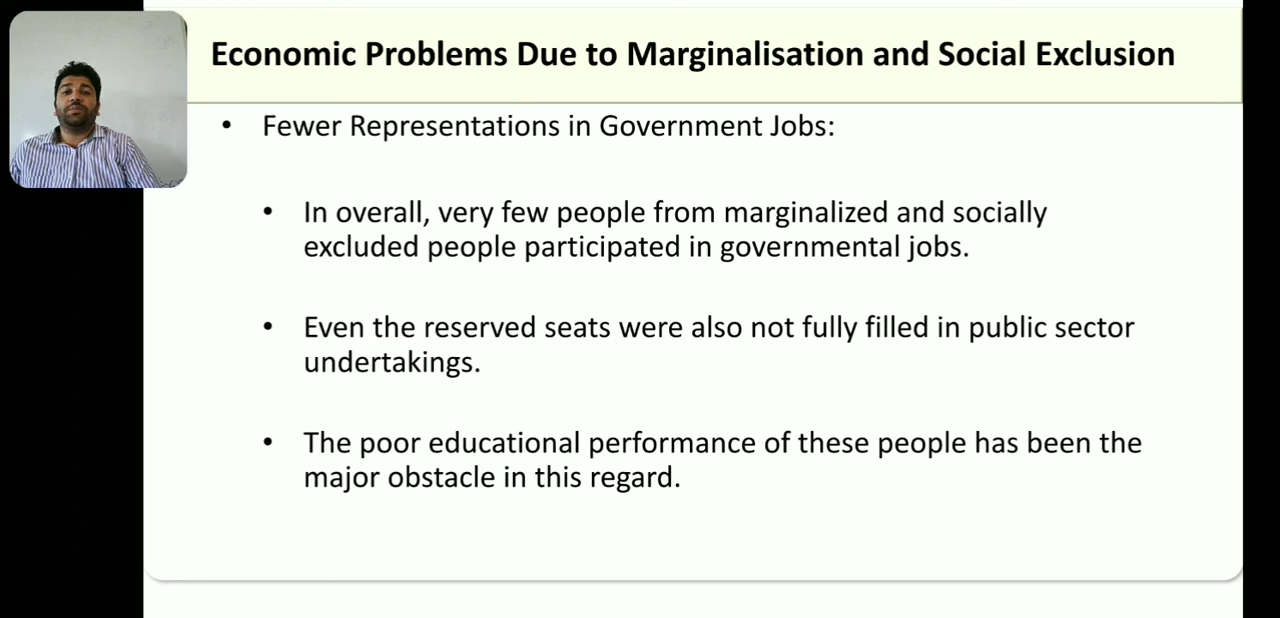 Economic Problems Due to Marginalisation and Social Exclusion
• Fewer Representations in Government Jobs:
• In overall, very few people from marginalized and socially
excluded people participated in governmental jobs.
• Even the reserved seats were also not fully filled in public sector
undertakings.
• The poor educational performance of these people has been the
major obstacle in this regard.